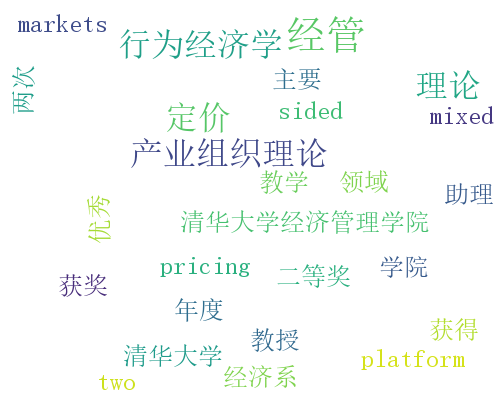 markets
行为经济学
经管
两次
主要
理论
定价
sided
mixed
产业组织理论
教学
领域
助理
优秀
清华大学经济管理学院
pricing
二等奖
学院
获奖
年度
教授
获得
清华大学
platform
two
经济系